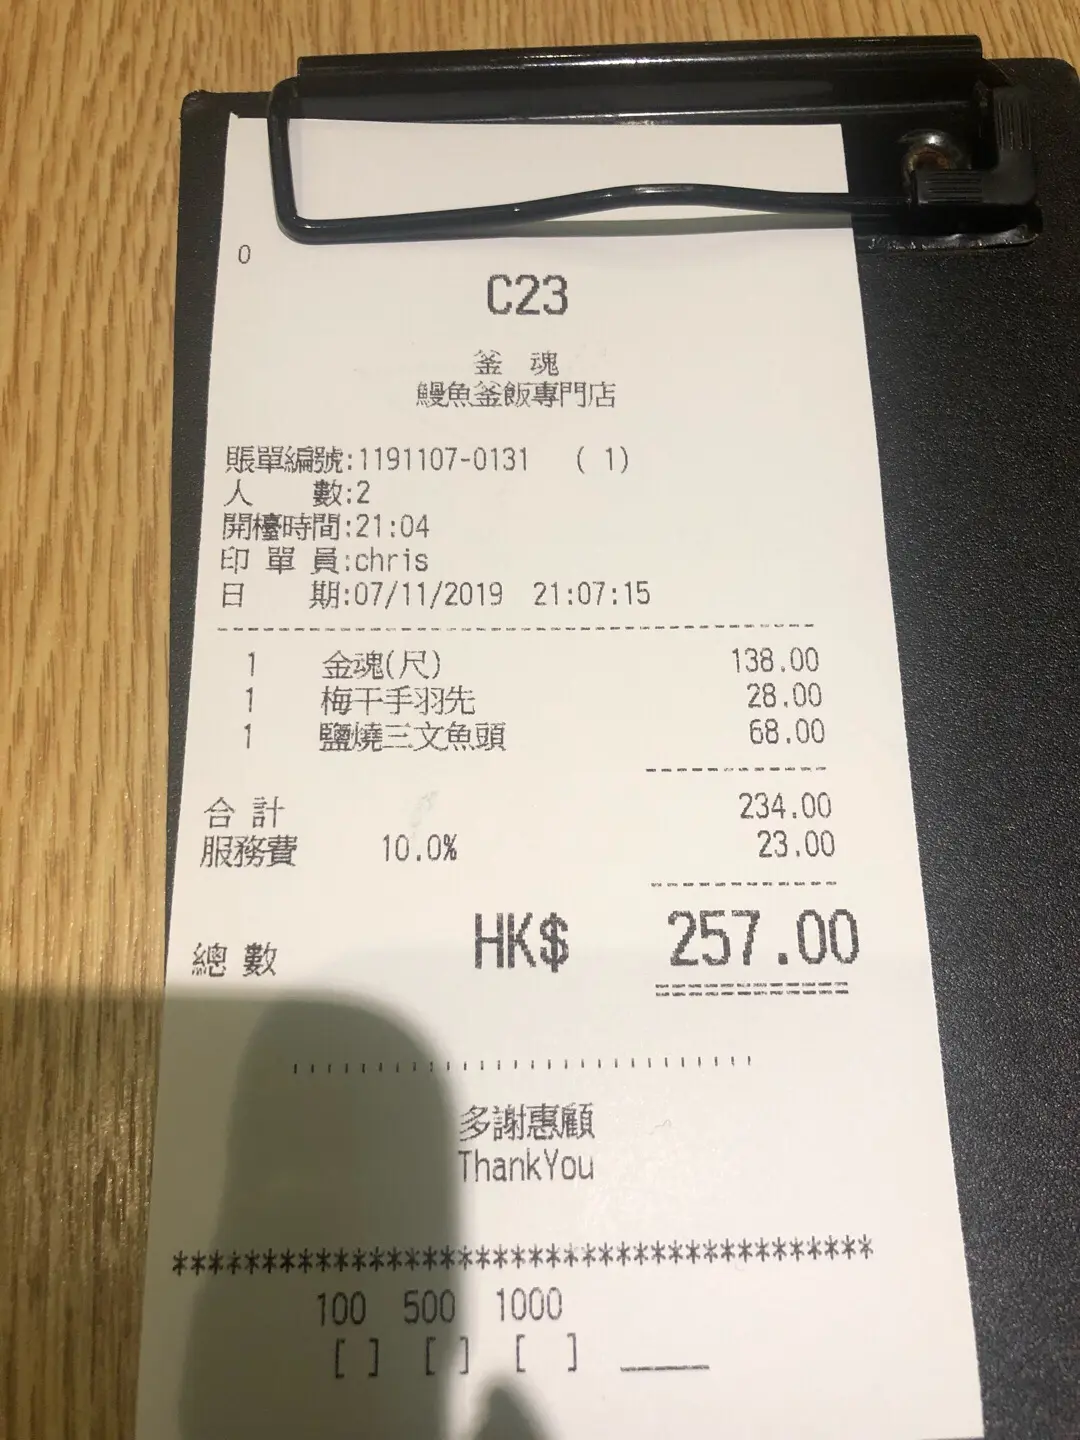 0
C23
釜 魂
鰻魚釜飯專門店
賬單編號:1191107-0131 ( 1)
人 數:2
開檯時間:21:04
印 單 員:chris
日 期:07/11/2019 21:07:15
1 金魂(尺) 138.00
1 梅干手羽先 28.00
1 鹽燒三文魚頭 68.00
合 計 234.00
服務費 10.0% 23.00
總 數 HK$ 257.00
多謝惠顧
ThankYou
***************************************
100 500 1000
[ ] [ ] [ ] ______